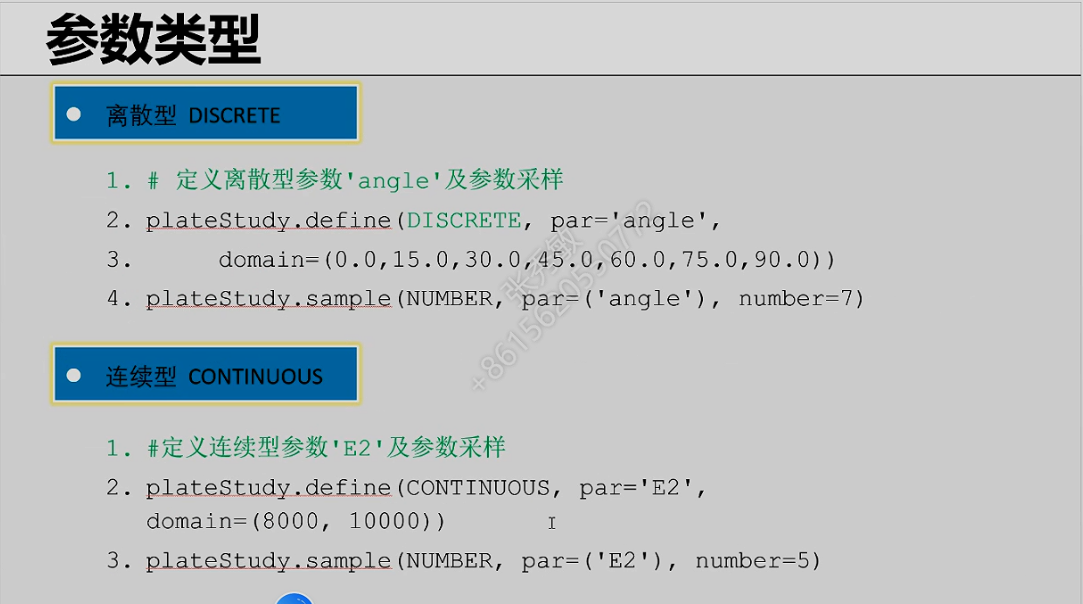 参数类型
离散型 DISCRETE
1. # 定义离散型参数'angle'及参数采样
2. plateStudy.define(DISCRETE, par='angle',
3. domain=(0.0,15.0,30.0,45.0,60.0,75.0,90.0))
4. plateStudy.sample(NUMBER, par=('angle'), number=7)
连续型 CONTINUOUS
1. #定义连续型参数'E2'及参数采样
2. plateStudy.define(CONTINUOUS, par='E2',
domain=(8000, 10000))
3. plateStudy.sample(NUMBER, par=('E2'), number=5)